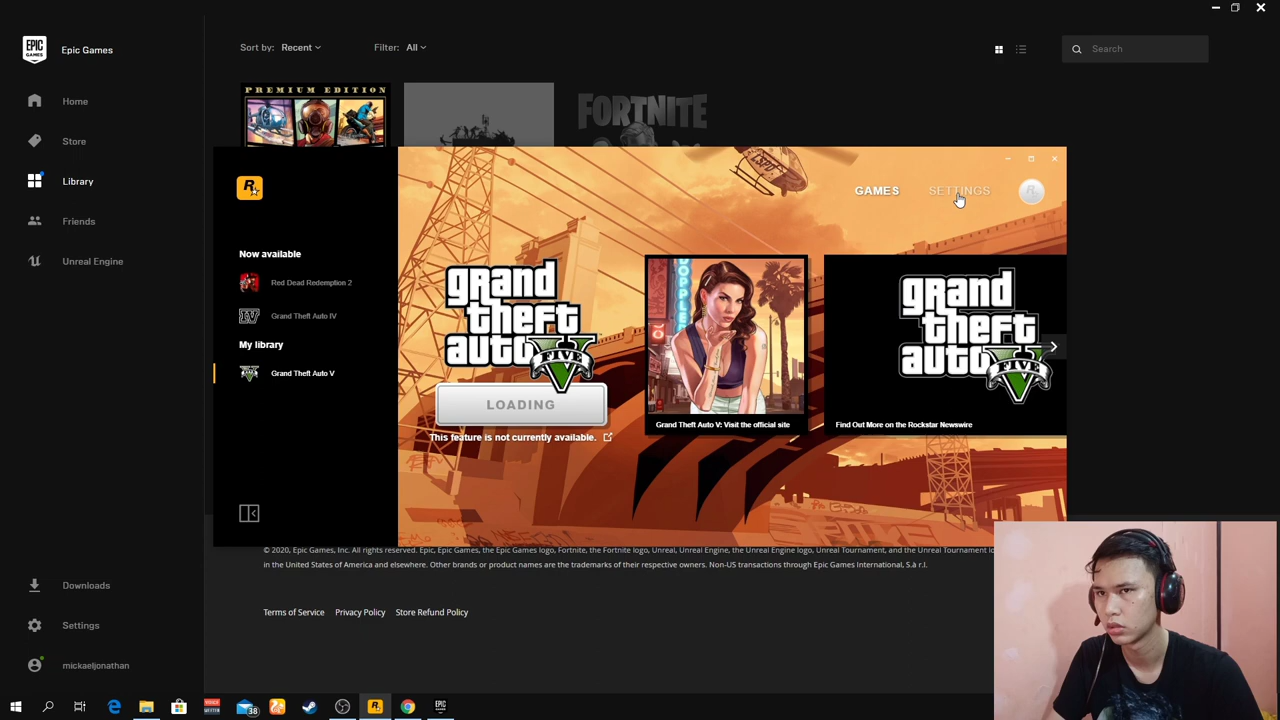 EPIC GAMES
Epic Games
Home
Store
Library
Friends
Unreal Engine
Downloads
Settings
mickaeljonathan
Sort by: Recent
Filter: All
Search
PREMIUM EDITION
FORTNITE
R
GAMES
SETTINGS
Now available
Red Dead Redemption 2
IV
Grand Theft Auto IV
My library
Grand Theft Auto V
grand
theft
auto
FIVE
LOADING
This feature is not currently available.
Grand Theft Auto V: Visit the official site
grand
theft
auto
FIVE
Find Out More on the Rockstar Newswire
© 2020, Epic Games, Inc. All rights reserved. Epic, Epic Games, the Epic Games logo, Fortnite, the Fortnite logo, Unreal, Unreal Engine, the Unreal Engine logo, Unreal Tournament, and the Unreal Tournament
in the United States of America and elsewhere. Other brands or product names are the trademarks of their respective owners. Non-US transactions through Epic Games International, S.à r.l.
Terms of Service
Privacy Policy
Store Refund Policy
38